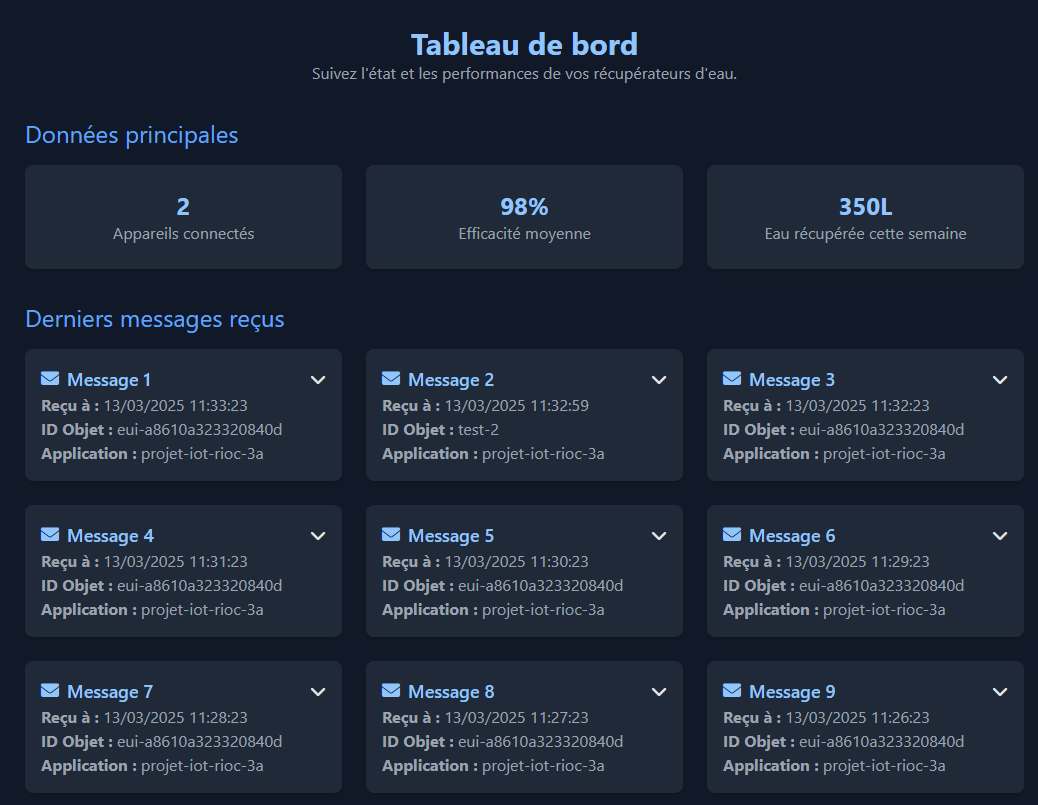 Tableau de bord
Suivez l'état et les performances de vos récupérateurs d'eau.
Données principales
2
Appareils connectés
98%
Efficacité moyenne
350L
Eau récupérée cette semaine
Derniers messages reçus
Message 1
Reçu à : 13/03/2025 11:33:23
ID Objet : eui-a8610a323320840d
Application : projet-iot-rioc-3a
Message 2
Reçu à : 13/03/2025 11:32:59
ID Objet : test-2
Application : projet-iot-rioc-3a
Message 3
Reçu à : 13/03/2025 11:32:23
ID Objet : eui-a8610a323320840d
Application : projet-iot-rioc-3a
Message 4
Reçu à : 13/03/2025 11:31:23
ID Objet : eui-a8610a323320840d
Application : projet-iot-rioc-3a
Message 5
Reçu à : 13/03/2025 11:30:23
ID Objet : eui-a8610a323320840d
Application : projet-iot-rioc-3a
Message 6
Reçu à : 13/03/2025 11:29:23
ID Objet : eui-a8610a323320840d
Application : projet-iot-rioc-3a
Message 7
Reçu à : 13/03/2025 11:28:23
ID Objet : eui-a8610a323320840d
Application : projet-iot-rioc-3a
Message 8
Reçu à : 13/03/2025 11:27:23
ID Objet : eui-a8610a323320840d
Application : projet-iot-rioc-3a
Message 9
Reçu à : 13/03/2025 11:26:23
ID Objet : eui-a8610a323320840d
Application : projet-iot-rioc-3a